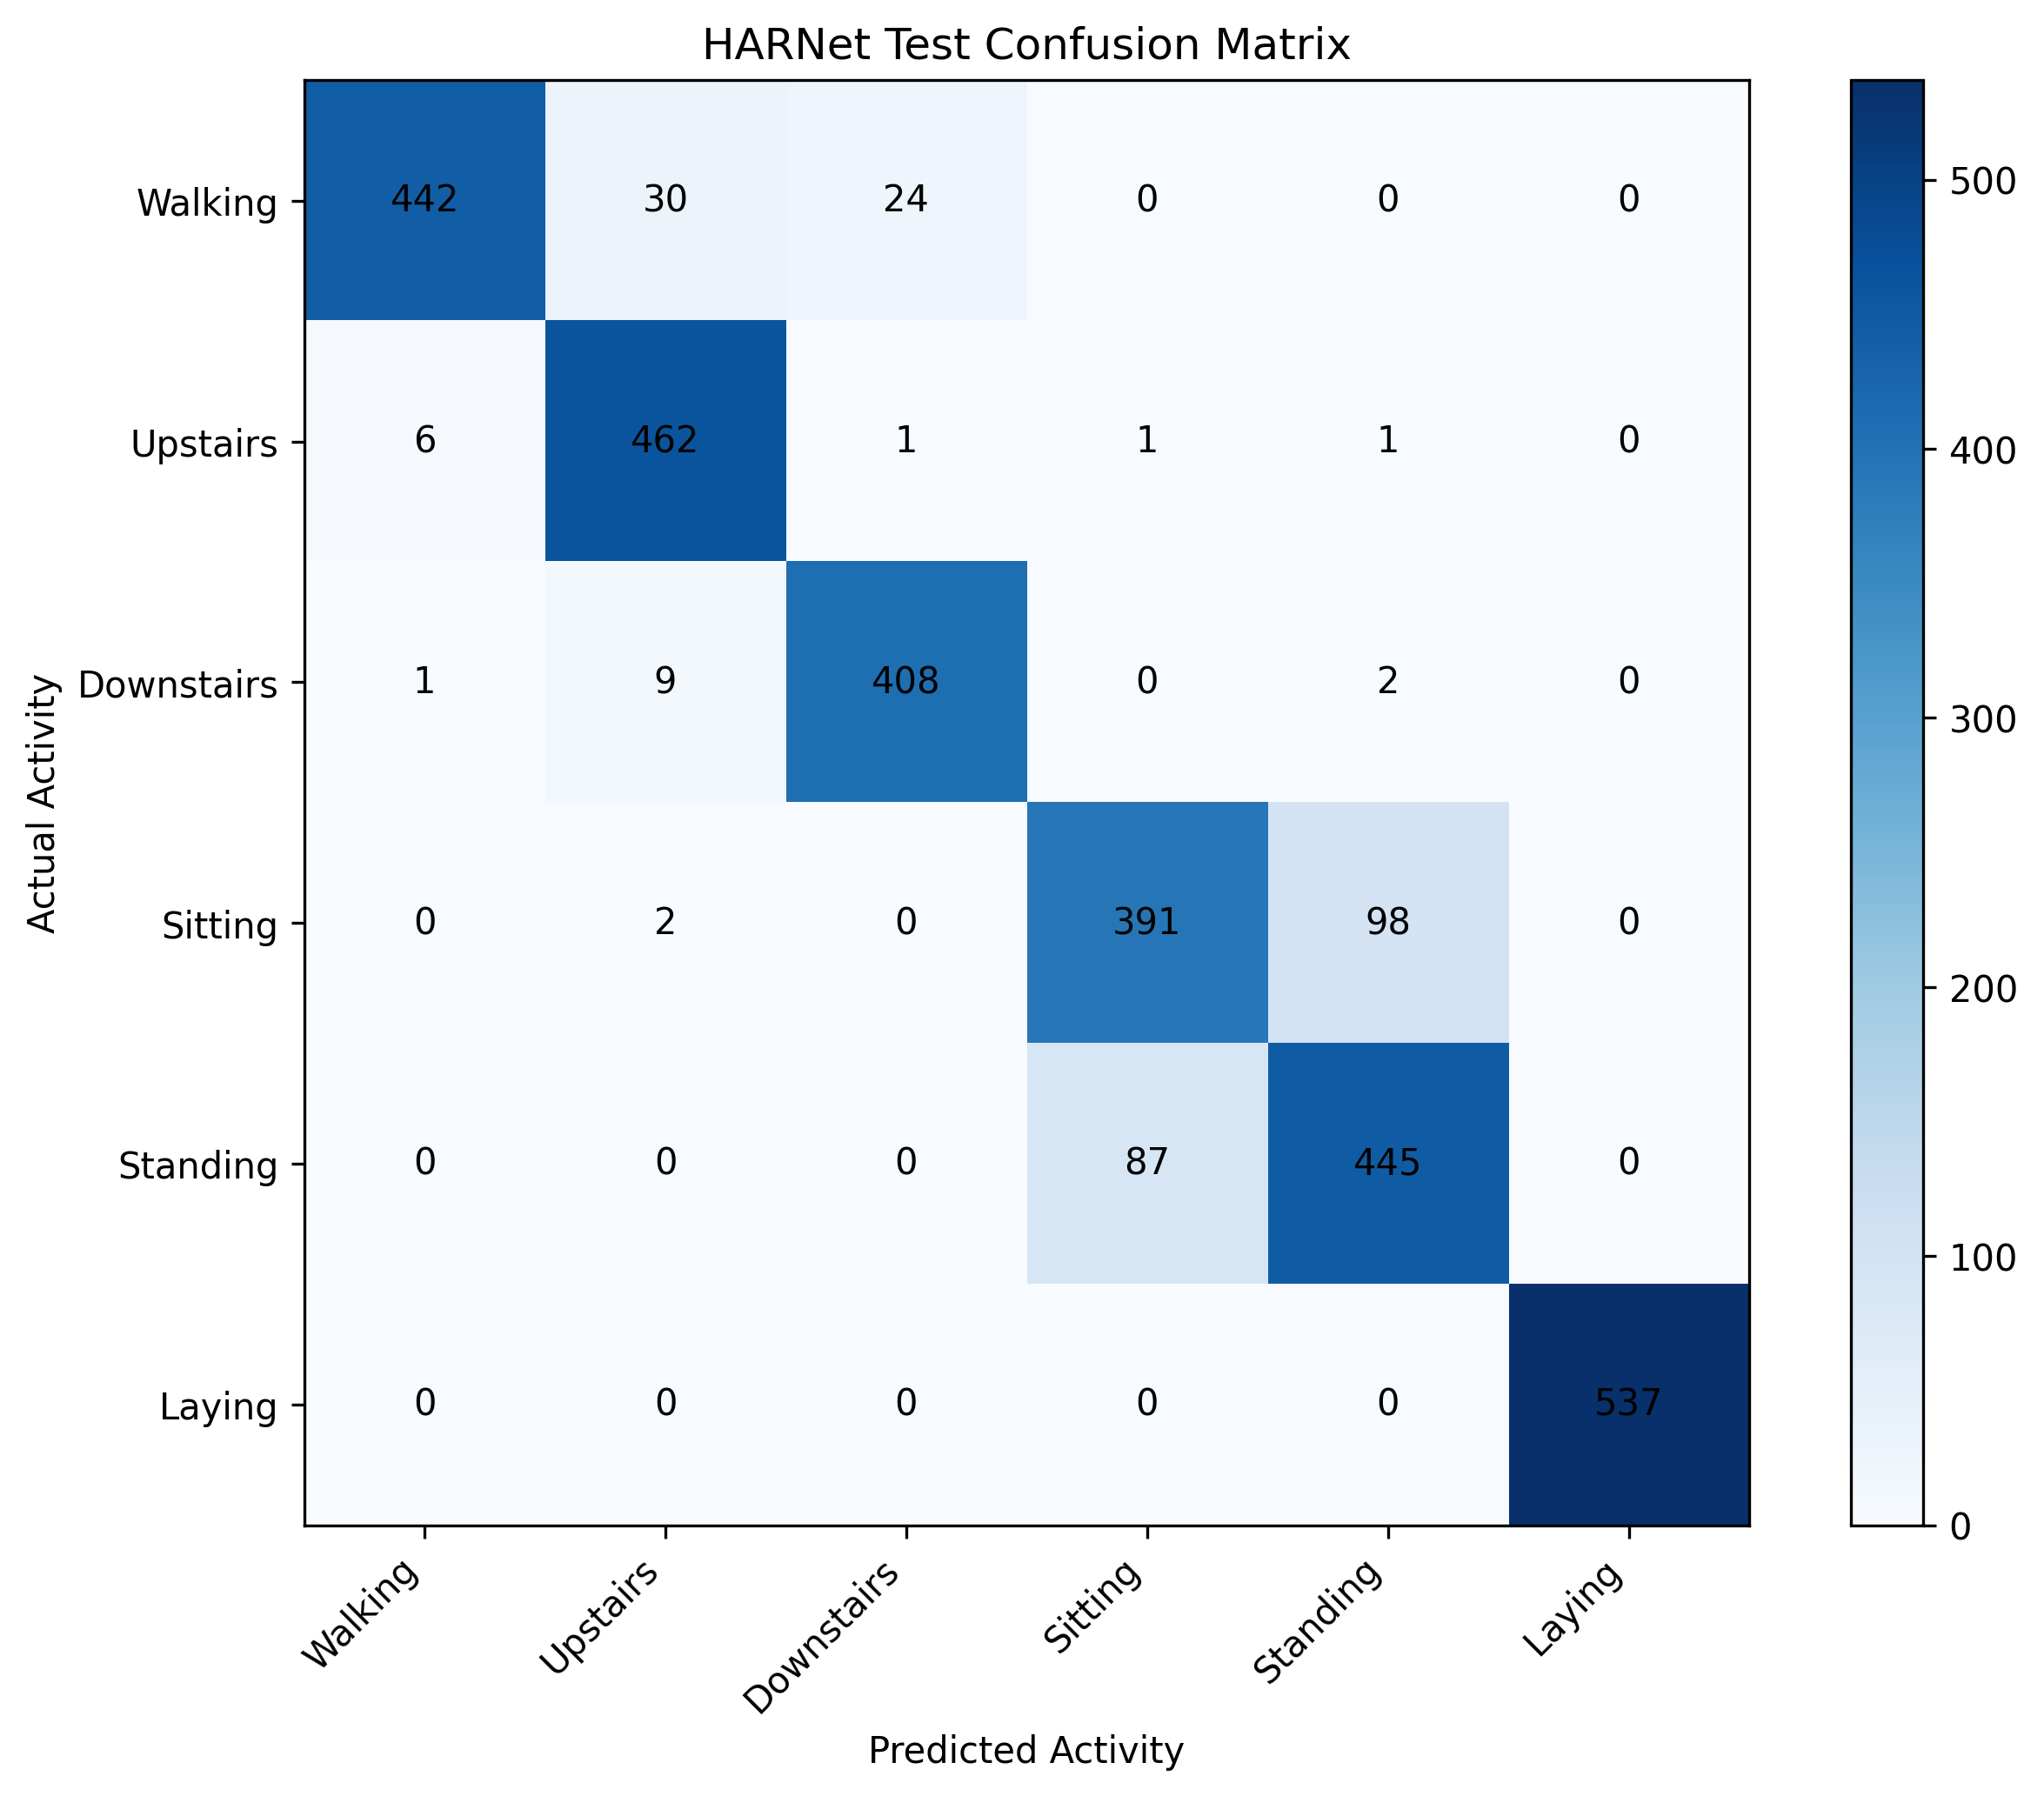 HARNet Test Confusion Matrix
Walking 442 30 24 0 0 0
Upstairs 6 462 1 1 1 0
Downstairs 1 9 408 0 2 0
Sitting 0 2 0 391 98 0
Standing 0 0 0 87 445 0
Laying 0 0 0 0 0 537
Actual Activity
Walking Upstairs Downstairs Sitting Standing Laying
Predicted Activity
500
400
300
200
100
0